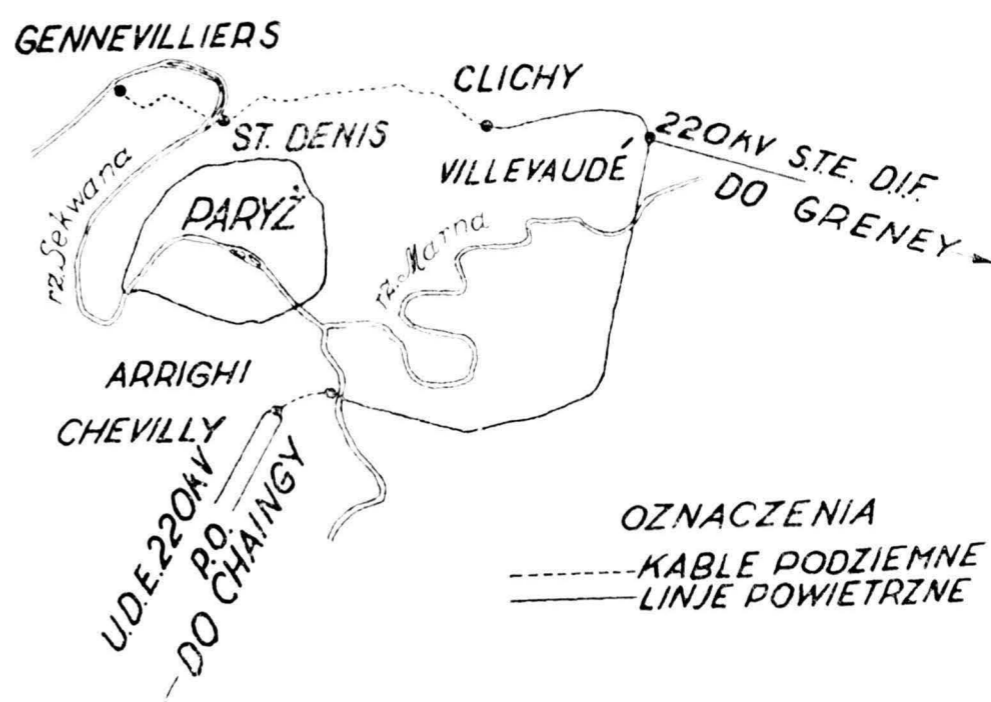 GENNEVILLIERS
CLICHY
ST. DENIS
VILLEVAUDÉ
220kV S.T.E. D.I.F.
DO GRENEY
rz. Sekwana
PARYŻ
rz. Marna
ARRIGHI
CHEVILLY
U.D.E. 220kV
P.O.
DO CHAINGY
OZNACZENIA
KABLE PODZIEMNE
LINJE POWIETRZNE